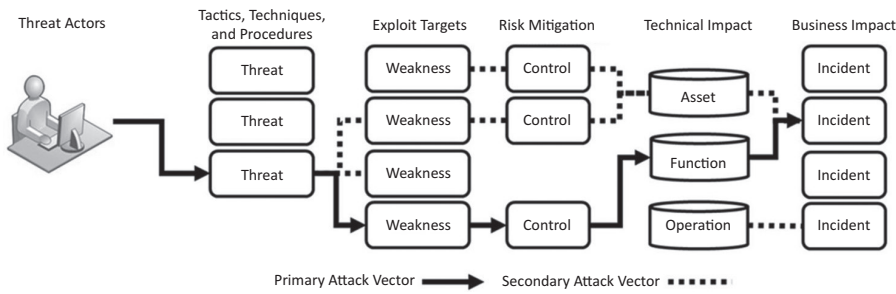 Threat Actors
Tactics, Techniques,
and Procedures
Exploit Targets
Risk Mitigation
Technical Impact
Business Impact
Threat
Weakness
Control
Asset
Incident
Threat
Weakness
Control
Incident
Threat
Weakness
Function
Incident
Weakness
Control
Operation
Incident
Primary Attack Vector
Secondary Attack Vector